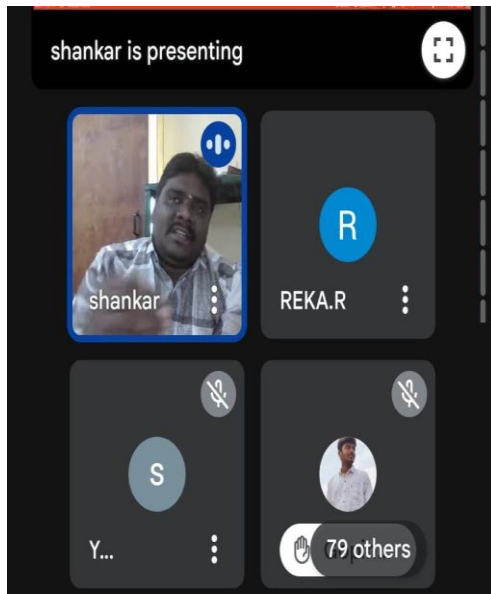 shankar is presenting
shankar
R
REKA.R
S
Y...
79 others